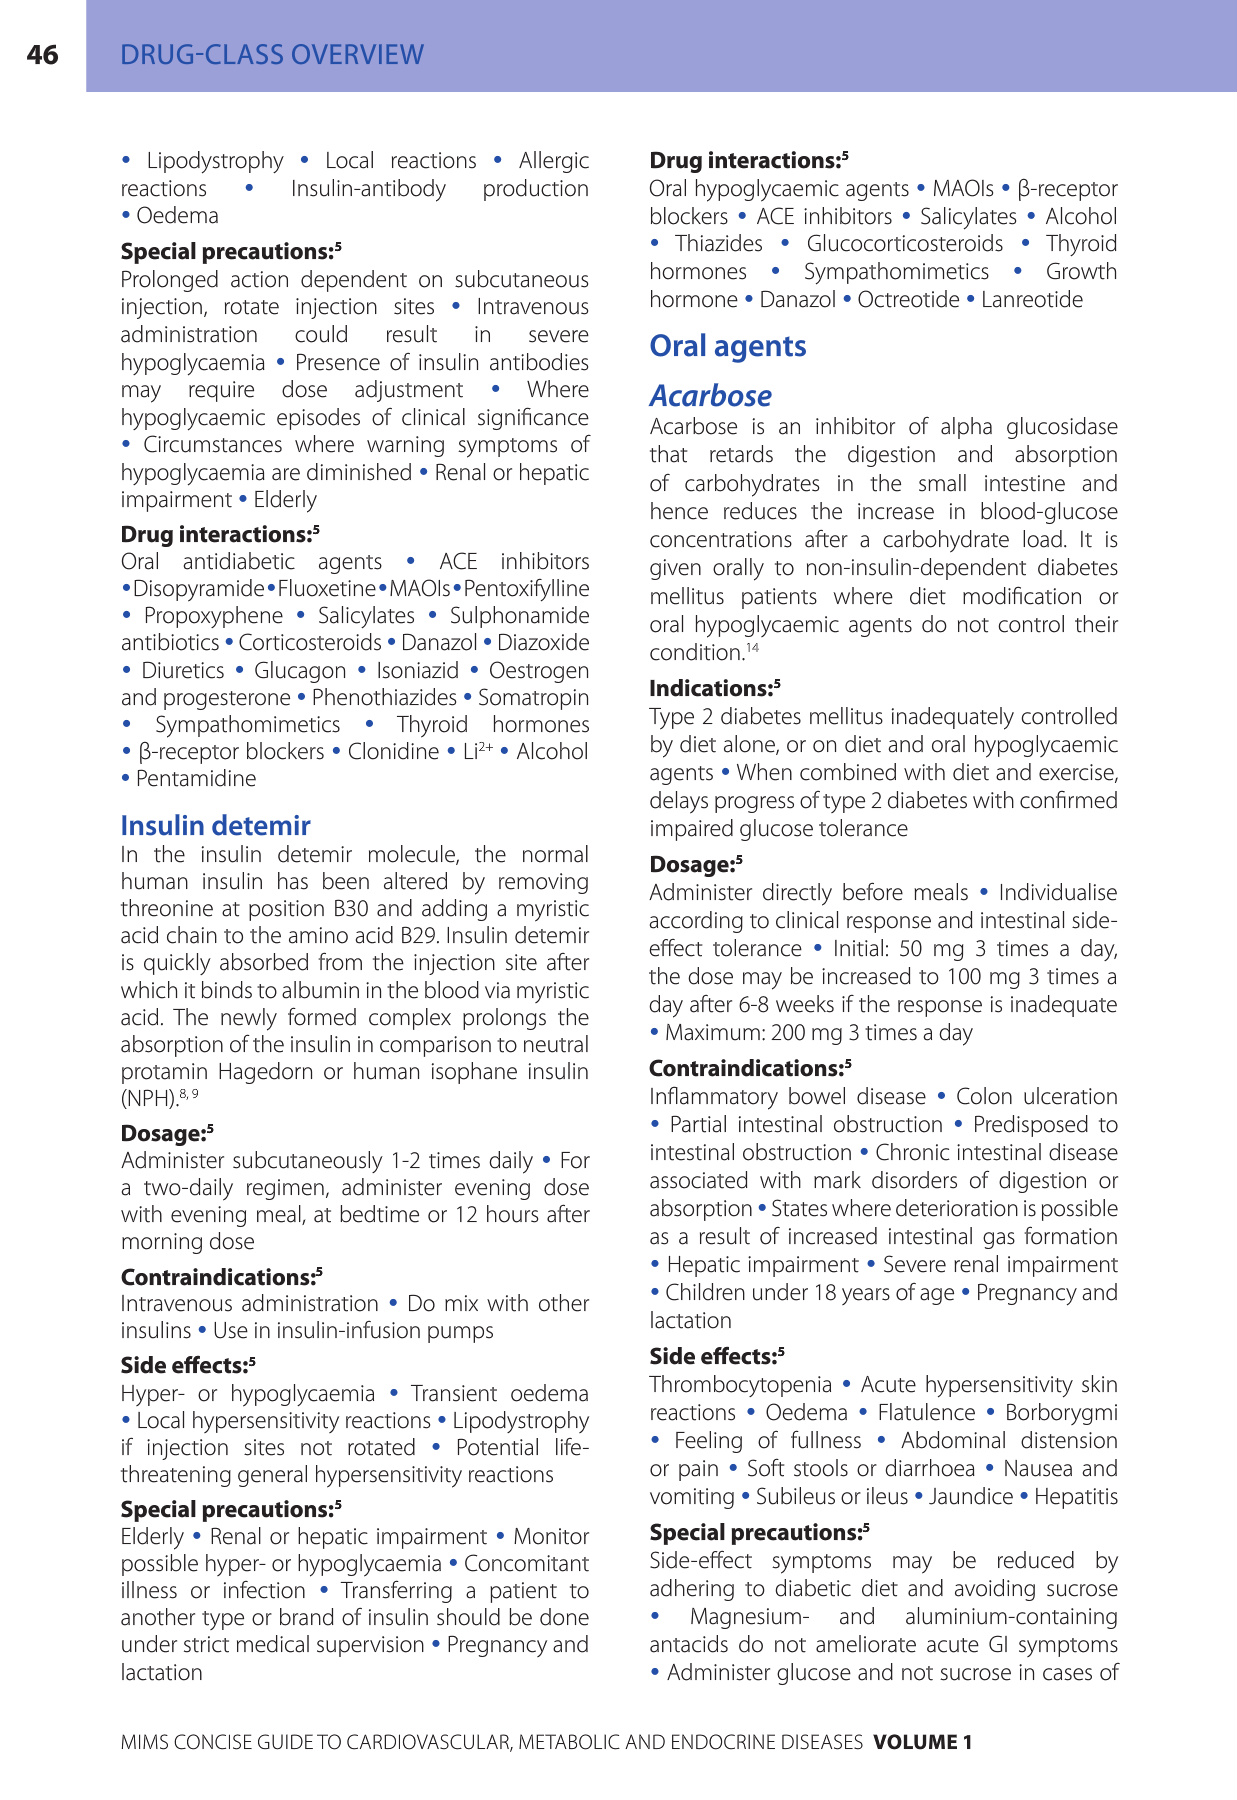 46
DRUG-CLASS OVERVIEW
• Lipodystrophy • Local reactions • Allergic
reactions • Insulin-antibody production
• Oedema
Special precautions:⁵
Prolonged action dependent on subcutaneous
injection, rotate injection sites • Intravenous
administration could result in severe
hypoglycaemia • Presence of insulin antibodies
may require dose adjustment • Where
hypoglycaemic episodes of clinical significance
• Circumstances where warning symptoms of
hypoglycaemia are diminished • Renal or hepatic
impairment • Elderly
Drug interactions:⁵
Oral antidiabetic agents • ACE inhibitors
• Disopyramide • Fluoxetine • MAOIs • Pentoxifylline
• Propoxyphene • Salicylates • Sulphonamide
antibiotics • Corticosteroids • Danazol • Diazoxide
• Diuretics • Glucagon • Isoniazid • Oestrogen
and progesterone • Phenothiazides • Somatropin
• Sympathomimetics • Thyroid hormones
• β-receptor blockers • Clonidine • Li²⁺ • Alcohol
• Pentamidine
Insulin detemir
In the insulin detemir molecule, the normal
human insulin has been altered by removing
threonine at position B30 and adding a myristic
acid chain to the amino acid B29. Insulin detemir
is quickly absorbed from the injection site after
which it binds to albumin in the blood via myristic
acid. The newly formed complex prolongs the
absorption of the insulin in comparison to neutral
protamin Hagedorn or human isophane insulin
(NPH).⁸, ⁹
Dosage:⁵
Administer subcutaneously 1-2 times daily • For
a two-daily regimen, administer evening dose
with evening meal, at bedtime or 12 hours after
morning dose
Contraindications:⁵
Intravenous administration • Do mix with other
insulins • Use in insulin-infusion pumps
Side effects:⁵
Hyper- or hypoglycaemia • Transient oedema
• Local hypersensitivity reactions • Lipodystrophy
if injection sites not rotated • Potential life-
threatening general hypersensitivity reactions
Special precautions:⁵
Elderly • Renal or hepatic impairment • Monitor
possible hyper- or hypoglycaemia • Concomitant
illness or infection • Transferring a patient to
another type or brand of insulin should be done
under strict medical supervision • Pregnancy and
lactation
Drug interactions:⁵
Oral hypoglycaemic agents • MAOIs • β-receptor
blockers • ACE inhibitors • Salicylates • Alcohol
• Thiazides • Glucocorticosteroids • Thyroid
hormones • Sympathomimetics • Growth
hormone • Danazol • Octreotide • Lanreotide
Oral agents
Acarbose
Acarbose is an inhibitor of alpha glucosidase
that retards the digestion and absorption
of carbohydrates in the small intestine and
hence reduces the increase in blood-glucose
concentrations after a carbohydrate load. It is
given orally to non-insulin-dependent diabetes
mellitus patients where diet modification or
oral hypoglycaemic agents do not control their
condition.¹⁴
Indications:⁵
Type 2 diabetes mellitus inadequately controlled
by diet alone, or on diet and oral hypoglycaemic
agents • When combined with diet and exercise,
delays progress of type 2 diabetes with confirmed
impaired glucose tolerance
Dosage:⁵
Administer directly before meals • Individualise
according to clinical response and intestinal side-
effect tolerance • Initial: 50 mg 3 times a day,
the dose may be increased to 100 mg 3 times a
day after 6-8 weeks if the response is inadequate
• Maximum: 200 mg 3 times a day
Contraindications:⁵
Inflammatory bowel disease • Colon ulceration
• Partial intestinal obstruction • Predisposed to
intestinal obstruction • Chronic intestinal disease
associated with mark disorders of digestion or
absorption • States where deterioration is possible
as a result of increased intestinal gas formation
• Hepatic impairment • Severe renal impairment
• Children under 18 years of age • Pregnancy and
lactation
Side effects:⁵
Thrombocytopenia • Acute hypersensitivity skin
reactions • Oedema • Flatulence • Borborygmi
• Feeling of fullness • Abdominal distension
or pain • Soft stools or diarrhoea • Nausea and
vomiting • Subileus or ileus • Jaundice • Hepatitis
Special precautions:⁵
Side-effect symptoms may be reduced by
adhering to diabetic diet and avoiding sucrose
• Magnesium- and aluminium-containing
antacids do not ameliorate acute GI symptoms
• Administer glucose and not sucrose in cases of
MIMS CONCISE GUIDE TO CARDIOVASCULAR, METABOLIC AND ENDOCRINE DISEASES VOLUME 1